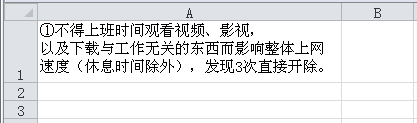 A B
①不得上班时间观看视频、影视，
以及下载与工作无关的东西而影响整体上网
速度（休息时间除外），发现3次直接开除。
1
2
3